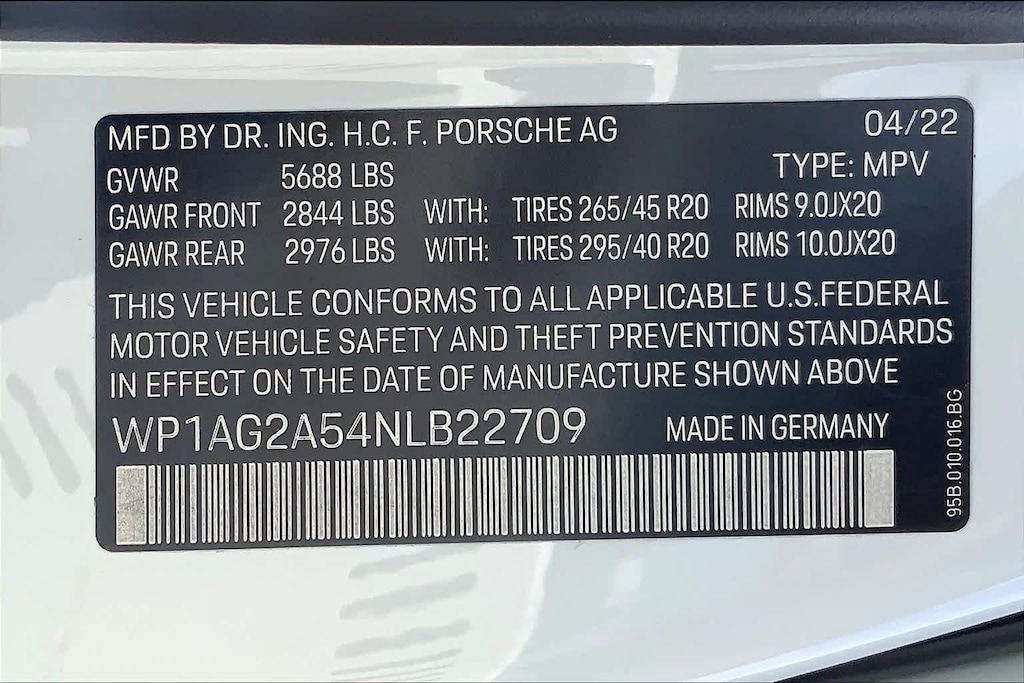 MFD BY DR. ING. H.C. F. PORSCHE AG 04/22
GVWR 5688 LBS TYPE: MPV
GAWR FRONT 2844 LBS WITH: TIRES 265/45 R20 RIMS 9.0JX20
GAWR REAR 2976 LBS WITH: TIRES 295/40 R20 RIMS 10.0JX20
THIS VEHICLE CONFORMS TO ALL APPLICABLE U.S.FEDERAL
MOTOR VEHICLE SAFETY AND THEFT PREVENTION STANDARDS
IN EFFECT ON THE DATE OF MANUFACTURE SHOWN ABOVE
WP1AG2A54NLB22709 MADE IN GERMANY
95B.010.016.BG